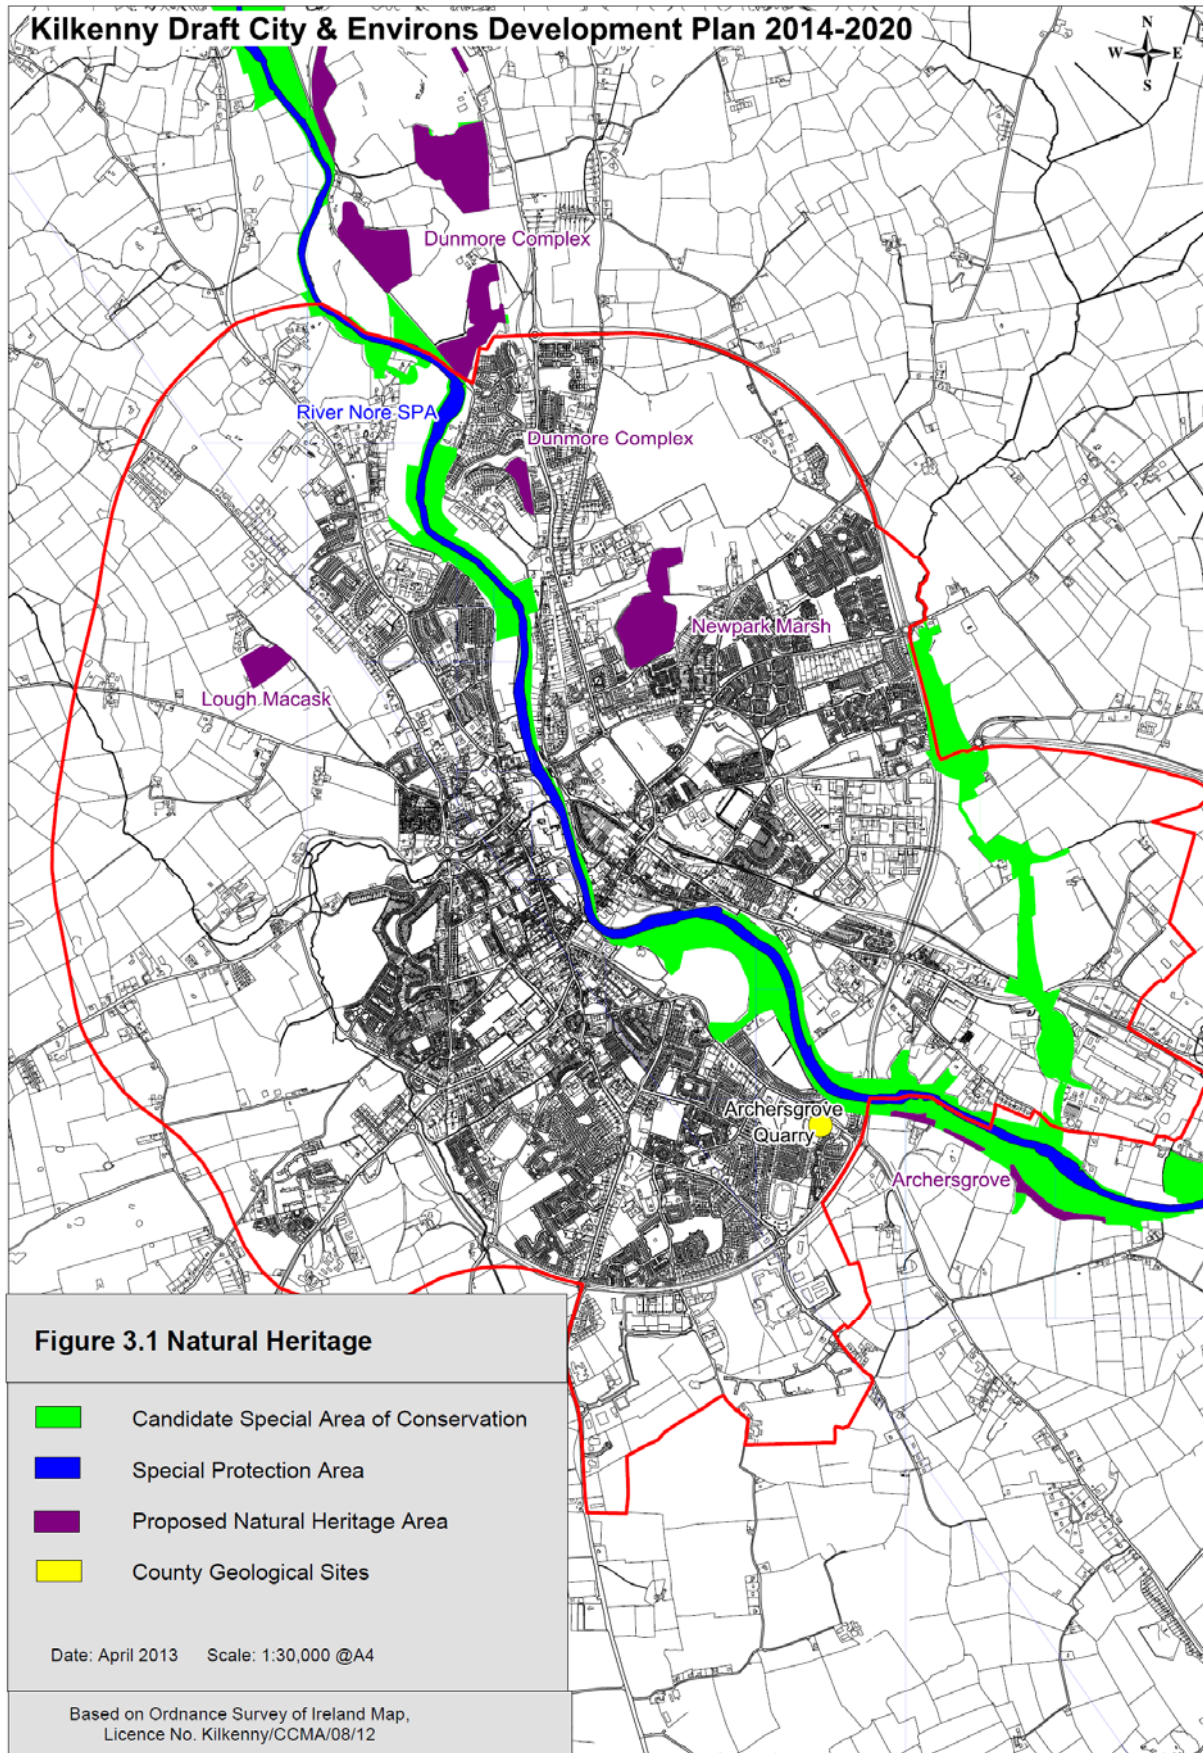 Kilkenny Draft City & Environs Development Plan 2014-2020
N
W E
S
Dunmore Complex
River Nore SPA
Dunmore Complex
Newpark Marsh
Lough Macask
Archersgrove
Quarry
Archersgrove
Figure 3.1 Natural Heritage
Candidate Special Area of Conservation
Special Protection Area
Proposed Natural Heritage Area
County Geological Sites
Date: April 2013 Scale: 1:30,000 @A4
Based on Ordnance Survey of Ireland Map,
Licence No. Kilkenny/CCMA/08/12